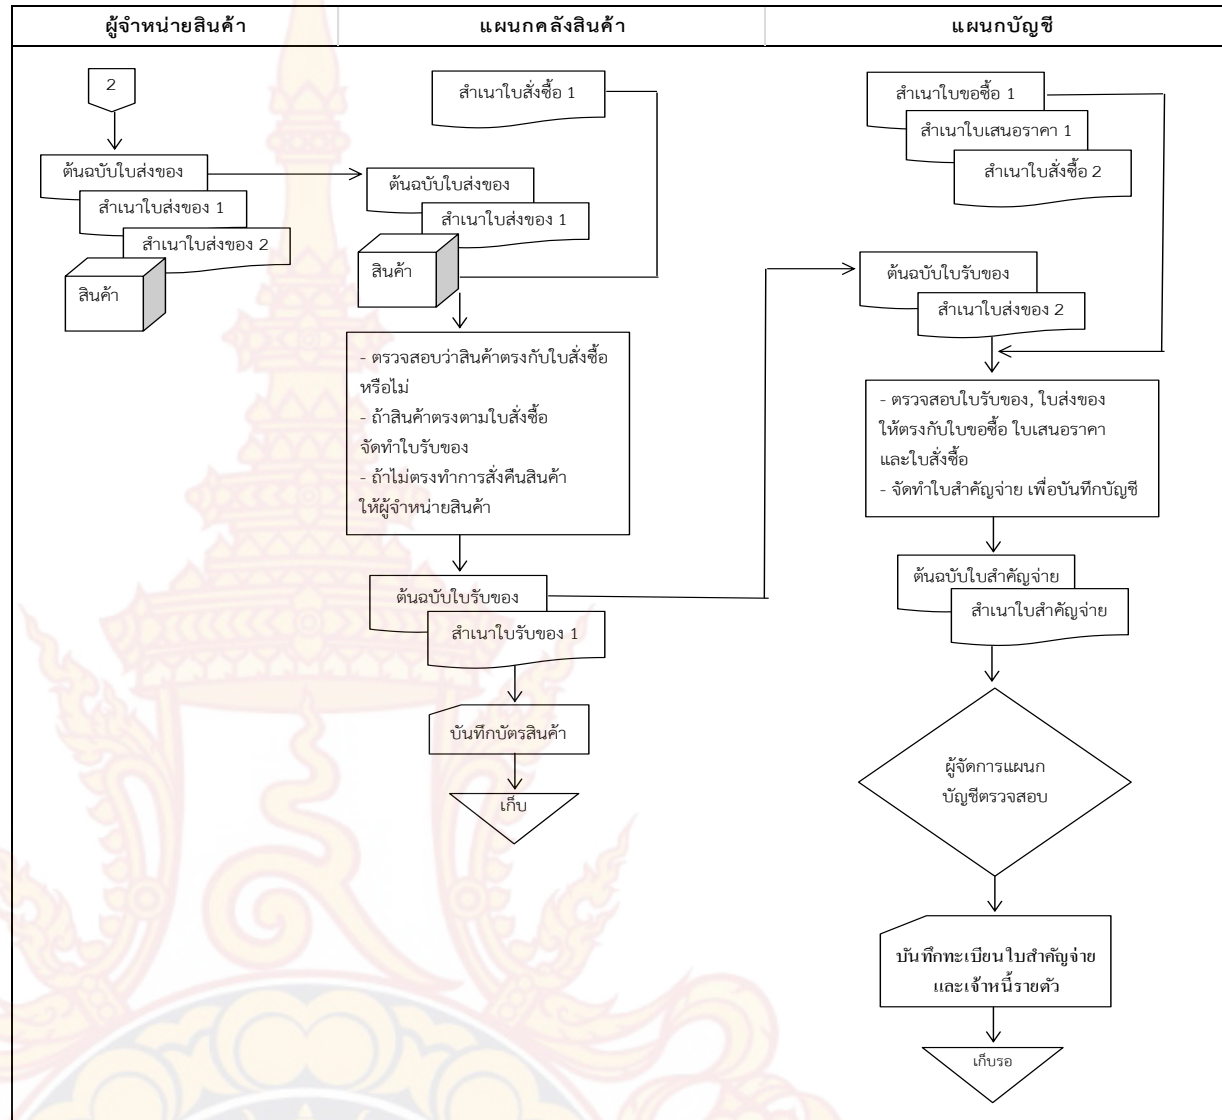 ผู้จำหน่ายสินค้า
แผนกคลังสินค้า
แผนกบัญชี
2
ต้นฉบับใบส่งของ
สำเนาใบส่งของ 1
สำเนาใบส่งของ 2
สินค้า
สำเนาใบสั่งซื้อ 1
ต้นฉบับใบส่งของ
สำเนาใบส่งของ 1
สินค้า
- ตรวจสอบว่าสินค้าตรงกับใบสั่งซื้อ
หรือไม่
- ถ้าสินค้าตรงตามใบสั่งซื้อ
จัดทำใบรับของ
- ถ้าไม่ตรงทำการสั่งคืนสินค้า
ให้ผู้จำหน่ายสินค้า
ต้นฉบับใบรับของ
สำเนาใบรับของ 1
บันทึกบัตรสินค้า
เก็บ
สำเนาใบขอซื้อ 1
สำเนาใบเสนอราคา 1
สำเนาใบสั่งซื้อ 2
ต้นฉบับใบรับของ
สำเนาใบส่งของ 2
- ตรวจสอบใบรับของ, ใบส่งของ
ให้ตรงกับใบขอซื้อ ใบเสนอราคา
และใบสั่งซื้อ
- จัดทำใบสำคัญจ่าย เพื่อบันทึกบัญชี
ต้นฉบับใบสำคัญจ่าย
สำเนาใบสำคัญจ่าย
ผู้จัดการแผนก
บัญชีตรวจสอบ
บันทึกทะเบียนใบสำคัญจ่าย
และเจ้าหนี้รายตัว
เก็บรอ